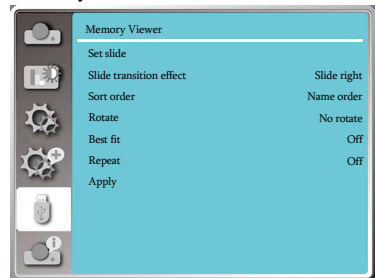 Memory Viewer
Set slide
Slide transition effect Slide right
Sort order Name order
Rotate No rotate
Best fit Off
Repeat Off
Apply